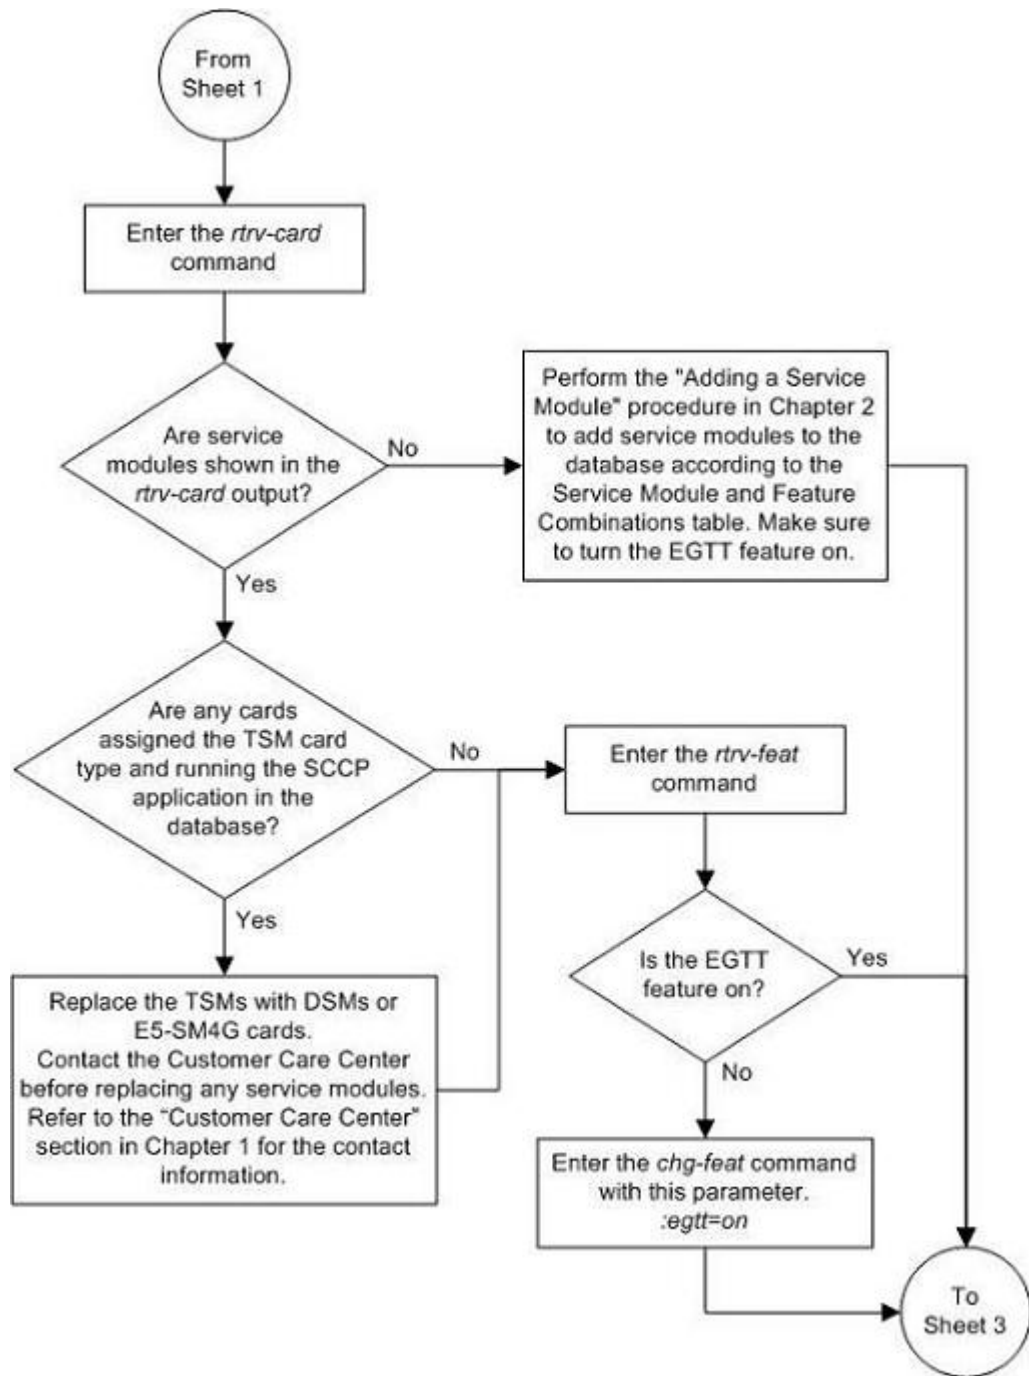 From
Sheet 1
Enter the rtrv-card
command
Are service
modules shown in the
rtrv-card output?
No
Perform the "Adding a Service
Module" procedure in Chapter 2
to add service modules to the
database according to the
Service Module and Feature
Combinations table. Make sure
to turn the EGTT feature on.
Yes
Are any cards
assigned the TSM card
type and running the SCCP
application in the
database?
No
Enter the rtrv-feat
command
Yes
Is the EGTT
feature on?
Yes
Replace the TSMs with DSMs or
E5-SM4G cards.
Contact the Customer Care Center
before replacing any service modules.
Refer to the “Customer Care Center”
section in Chapter 1 for the contact
information.
No
Enter the chg-feat command
with this parameter.
:egtt=on
To
Sheet 3